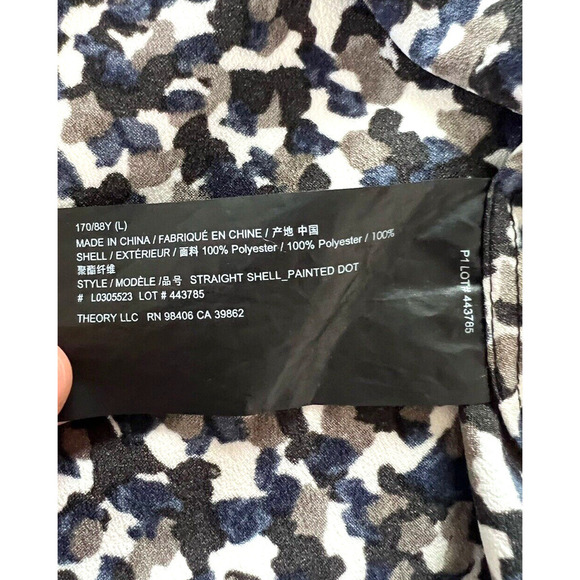 170/88Y (L)
MADE IN CHINA / FABRIQUÉ EN CHINE / 产地 中国
SHELL / EXTÉRIEUR / 面料 100% Polyester / 100% Polyester / 100%
聚酯纤维
STYLE / MODÈLE /品号 STRAIGHT SHELL_PAINTED DOT
# L0305523 LOT # 443785
THEORY LLC RN 98406 CA 39862
P1 LOT# 443785